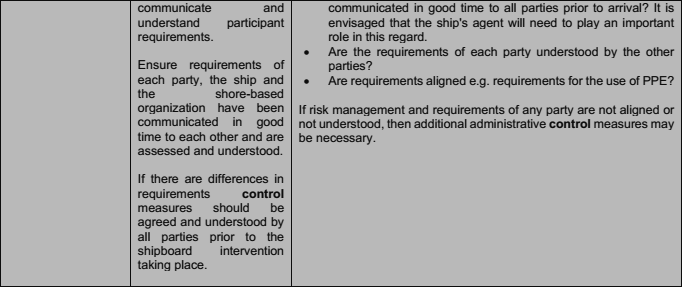 communicate and
understand participant
requirements.
Ensure requirements of
each party, the ship and
the shore-based
organization have been
communicated in good
time to each other and are
assessed and understood.
If there are differences in
requirements control
measures should be
agreed and understood by
all parties prior to the
shipboard intervention
taking place.
communicated in good time to all parties prior to arrival? It is
envisaged that the ship's agent will need to play an important
role in this regard.
• Are the requirements of each party understood by the other
parties?
• Are requirements aligned e.g. requirements for the use of PPE?
If risk management and requirements of any party are not aligned or
not understood, then additional administrative control measures may
be necessary.